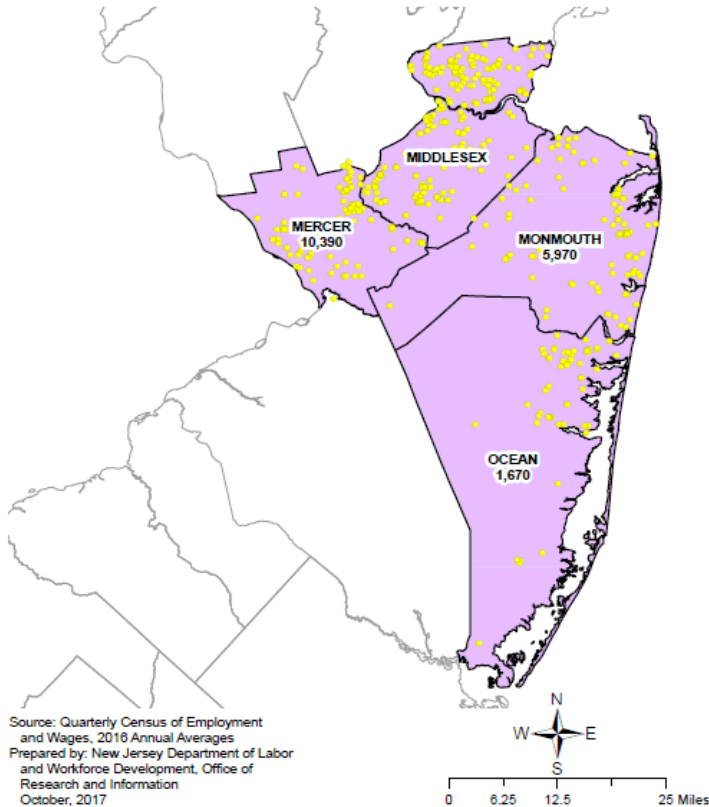 MIDDLESEX
MERCER
10,390
MONMOUTH
5,970
OCEAN
1,670
Source: Quarterly Census of Employment
and Wages, 2016 Annual Averages
Prepared by: New Jersey Department of Labor
and Workforce Development, Office of
Research and Information
October, 2017
N
W E
S
0 6.25 12.5 25 Miles